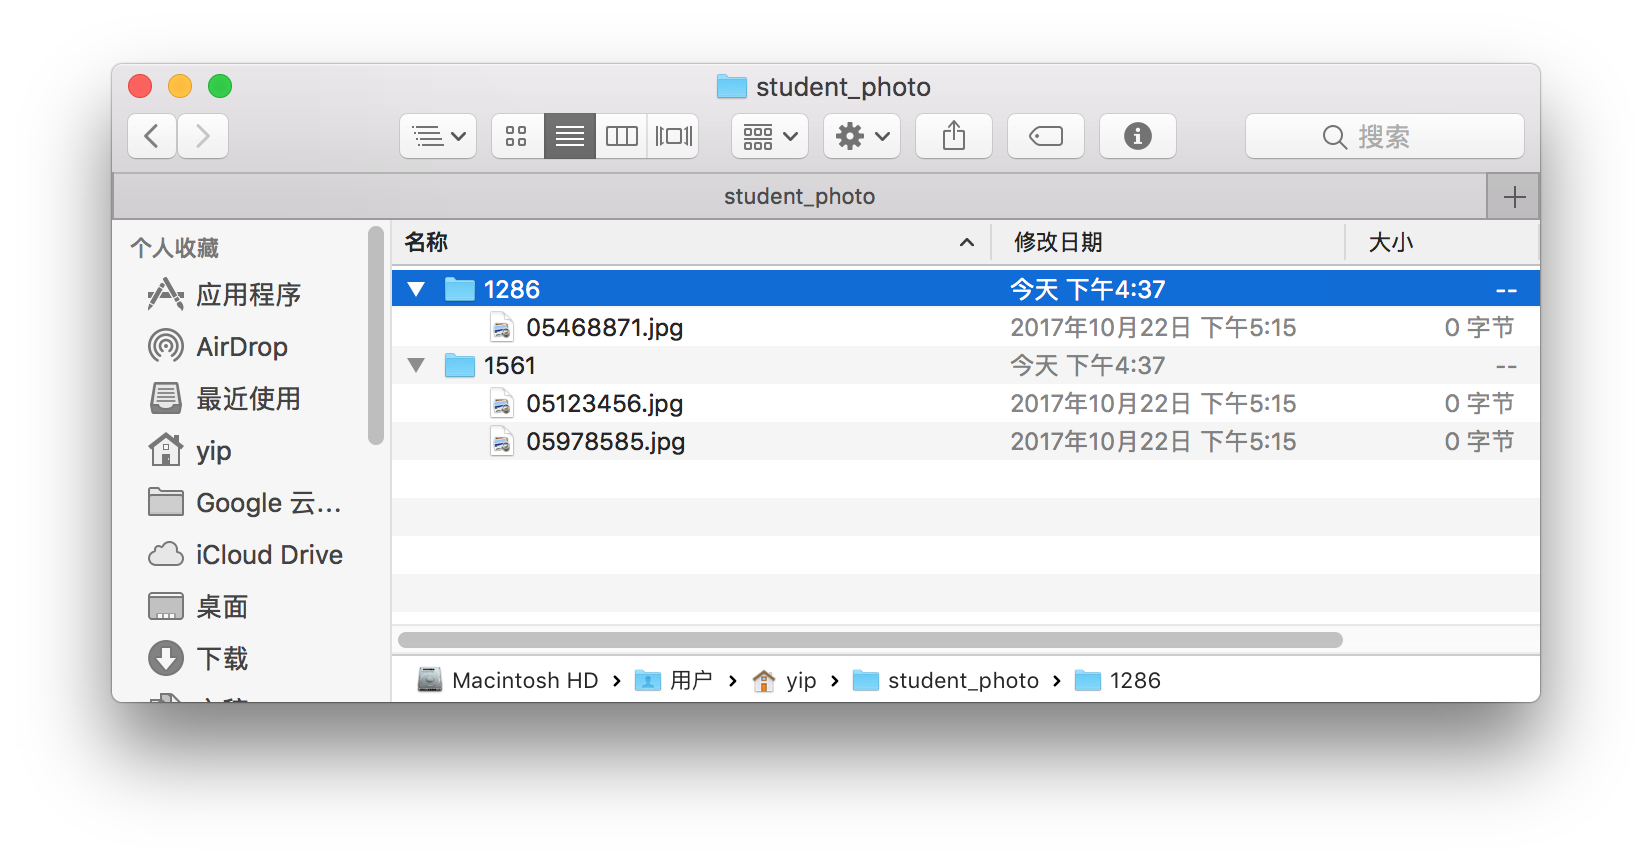 student_photo
搜索
student_photo
个人收藏
应用程序
AirDrop
最近使用
yip
Google 云...
iCloud Drive
桌面
下载
名称 修改日期 大小
1286 今天 下午4:37 --
05468871.jpg 2017年10月22日 下午5:15 0 字节
1561 今天 下午4:37 --
05123456.jpg 2017年10月22日 下午5:15 0 字节
05978585.jpg 2017年10月22日 下午5:15 0 字节
Macintosh HD › 用户 › yip › student_photo › 1286